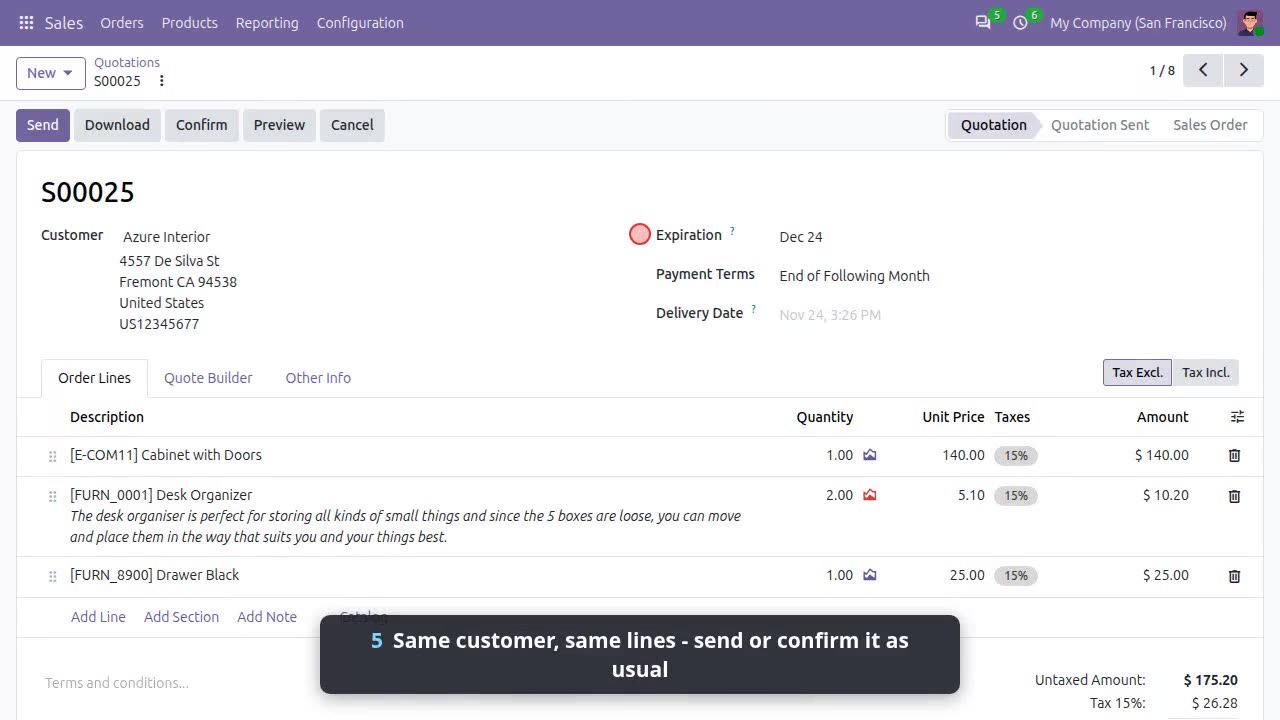 Sales Orders Products Reporting Configuration 5 6 My Company (San Francisco)
New Quotations
S00025
1 / 8
Send Download Confirm Preview Cancel Quotation Quotation Sent Sales Order
S00025
Customer Azure Interior
4557 De Silva St
Fremont CA 94538
United States
US12345677
Expiration ? Dec 24
Payment Terms End of Following Month
Delivery Date ? Nov 24, 3:26 PM
Order Lines Quote Builder Other Info Tax Excl. Tax Incl.
Description Quantity Unit Price Taxes Amount
[E-COM11] Cabinet with Doors 1.00 140.00 15% $ 140.00
[FURN_0001] Desk Organizer 2.00 5.10 15% $ 10.20
The desk organiser is perfect for storing all kinds of small things and since the 5 boxes are loose, you can move
and place them in the way that suits you and your things best.
[FURN_8900] Drawer Black 1.00 25.00 15% $ 25.00
Add Line Add Section Add Note Catalog
5 Same customer, same lines - send or confirm it as
usual
Terms and conditions...
Untaxed Amount: $ 175.20
Tax 15%: $ 26.28